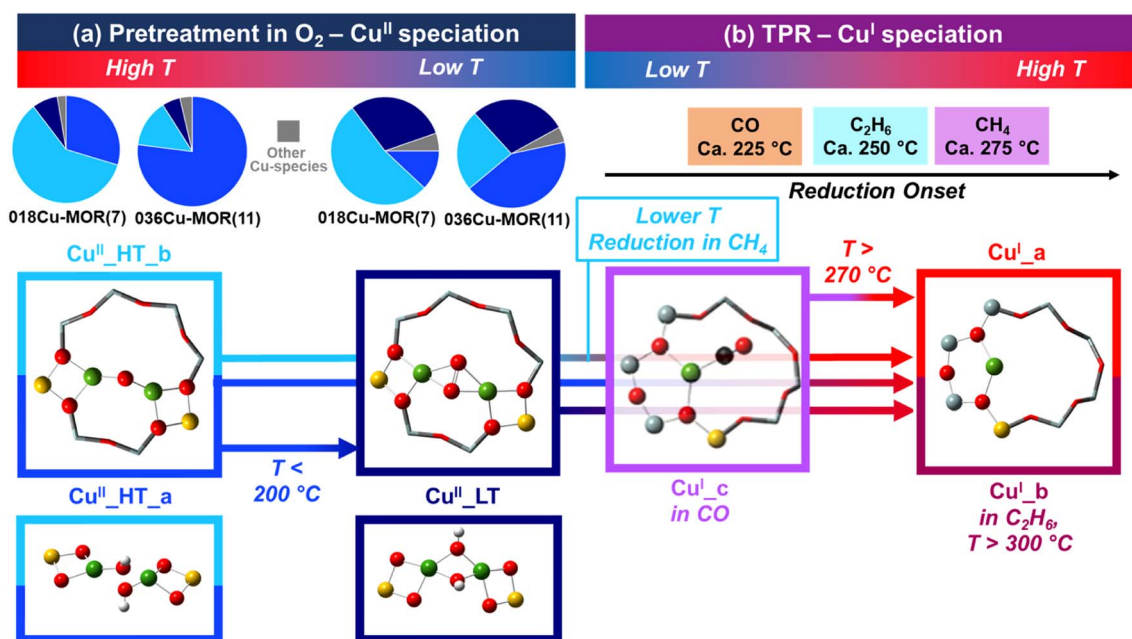 (a) Pretreatment in O₂ – Cuᴵᴵ speciation
High T
Low T
Other
Cu-species
018Cu-MOR(7)
036Cu-MOR(11)
018Cu-MOR(7)
036Cu-MOR(11)
(b) TPR – Cuᴵ speciation
Low T
High T
CO
Ca. 225 °C
C₂H₆
Ca. 250 °C
CH₄
Ca. 275 °C
Reduction Onset
Lower T
Reduction in CH₄
Cuᴵᴵ_HT_b
T >
270 °C
Cuᴵ_a
T <
200 °C
Cuᴵᴵ_HT_a
Cuᴵᴵ_LT
Cuᴵ_c
in CO
Cuᴵ_b
in C₂H₆,
T > 300 °C